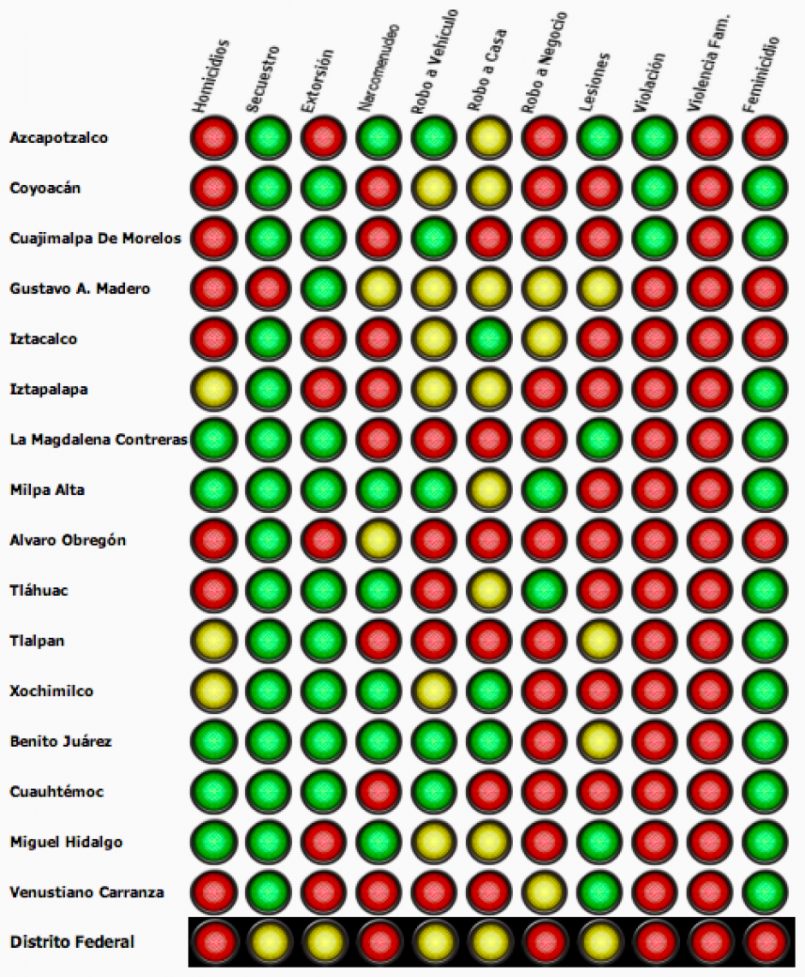 Homicidios
Secuestro
Extorsión
Narcomenudeo
Robo a Vehículo
Robo a Casa
Robo a Negocio
Lesiones
Violación
Violencia Fam.
Feminicidio
Azcapotzalco
Coyoacán
Cuajimalpa De Morelos
Gustavo A. Madero
Iztacalco
Iztapalapa
La Magdalena Contreras
Milpa Alta
Alvaro Obregón
Tláhuac
Tlalpan
Xochimilco
Benito Juárez
Cuauhtémoc
Miguel Hidalgo
Venustiano Carranza
Distrito Federal